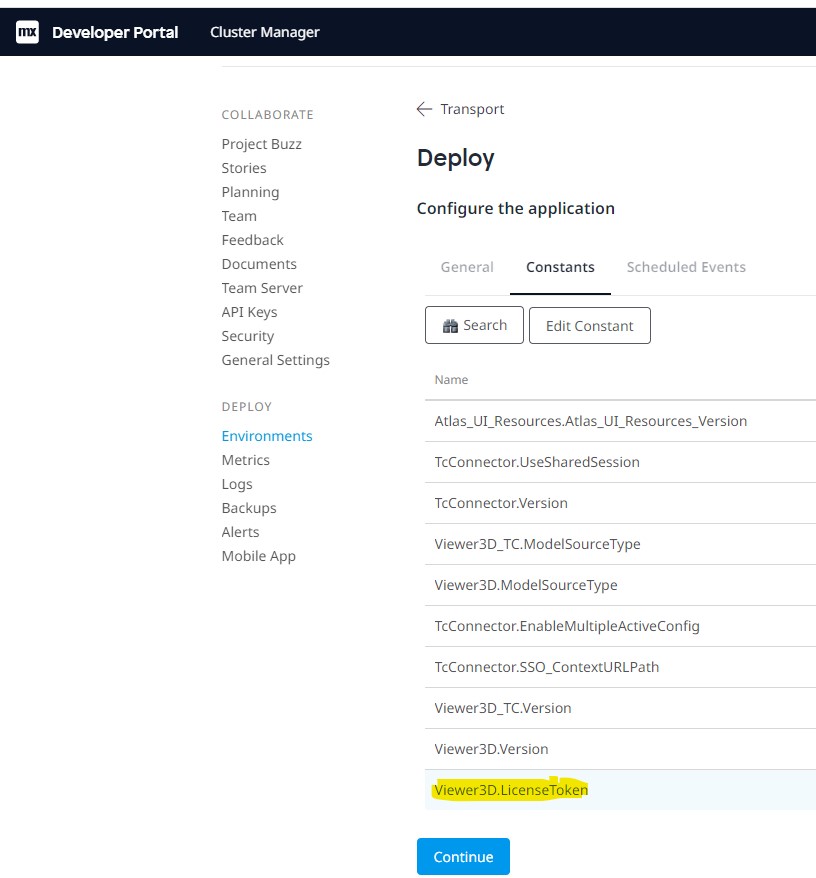 mx Developer Portal Cluster Manager
COLLABORATE
Project Buzz
Stories
Planning
Team
Feedback
Documents
Team Server
API Keys
Security
General Settings
DEPLOY
Environments
Metrics
Logs
Backups
Alerts
Mobile App
← Transport
Deploy
Configure the application
General Constants Scheduled Events
Search Edit Constant
Name
Atlas_UI_Resources.Atlas_UI_Resources_Version
TcConnector.UseSharedSession
TcConnector.Version
Viewer3D_TC.ModelSourceType
Viewer3D.ModelSourceType
TcConnector.EnableMultipleActiveConfig
TcConnector.SSO_ContextURLPath
Viewer3D_TC.Version
Viewer3D.Version
Viewer3D.LicenseToken
Continue